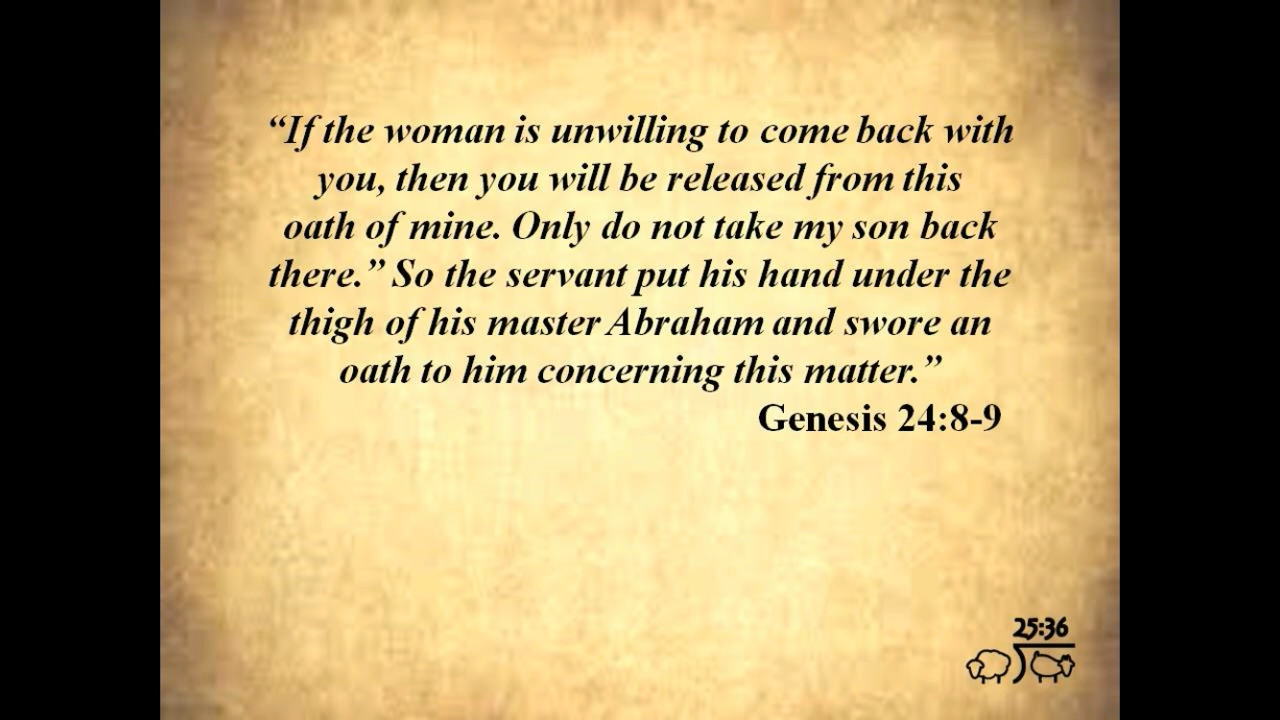 “If the woman is unwilling to come back with
you, then you will be released from this
oath of mine. Only do not take my son back
there.” So the servant put his hand under the
thigh of his master Abraham and swore an
oath to him concerning this matter.”
Genesis 24:8-9
25:36